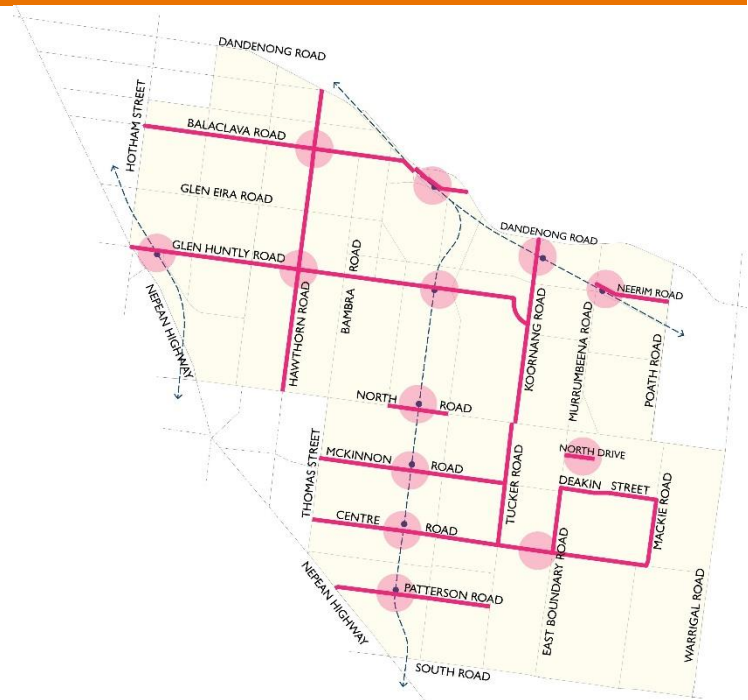 DANDENONG ROAD
HOTHAM STREET
BALACLAVA ROAD
GLEN EIRA ROAD
DANDENONG ROAD
GLEN HUNTLY ROAD
BAMBRA ROAD
NEPEAN HIGHWAY
HAWTHORN ROAD
KOORNANG ROAD
NEERIM ROAD
MURRUMBEENA ROAD
POATH ROAD
NORTH ROAD
THOMAS STREET
MCKINNON ROAD
TUCKER ROAD
NORTH DRIVE
DEAKIN STREET
MACKIE ROAD
CENTRE ROAD
EAST BOUNDARY ROAD
NEPEAN HIGHWAY
PATTERSON ROAD
WARRIGAL ROAD
SOUTH ROAD